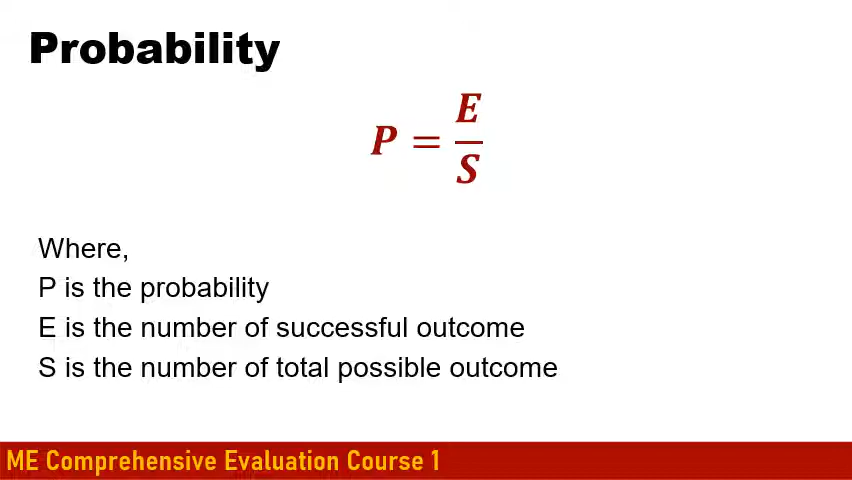 Probability
P = E/S
Where,
P is the probability
E is the number of successful outcome
S is the number of total possible outcome
ME Comprehensive Evaluation Course 1